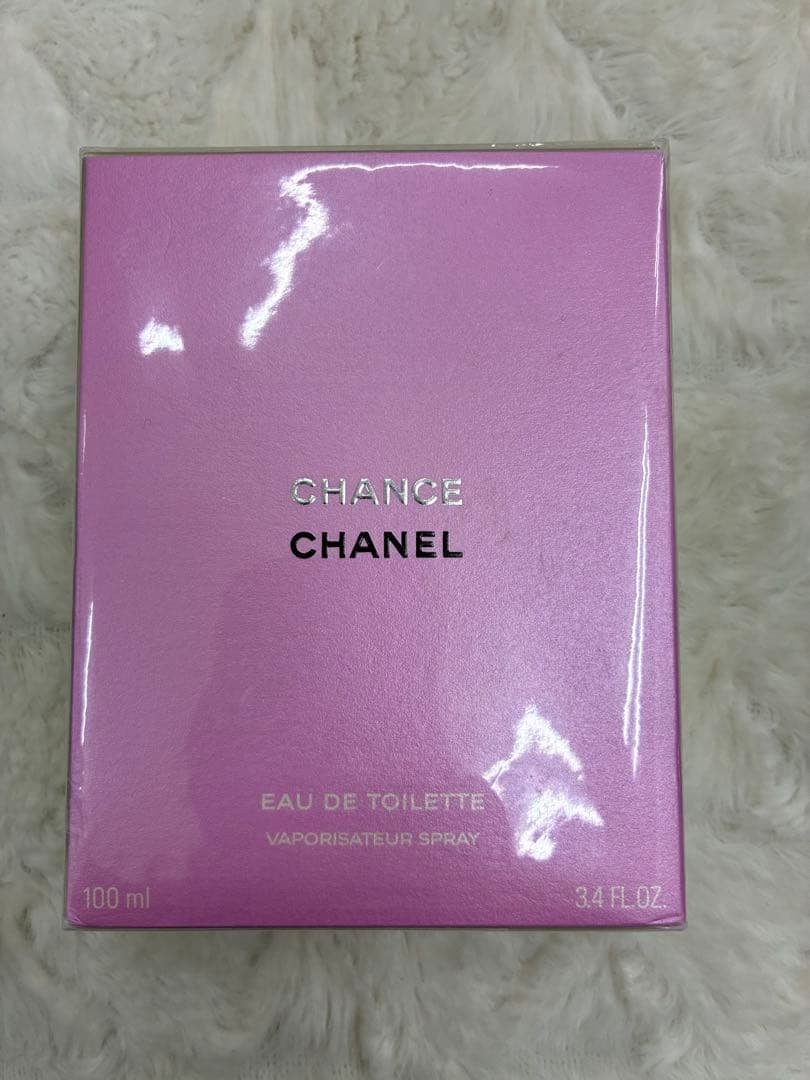 CHANCE
CHANEL
EAU DE TOILETTE
VAPORISATEUR SPRAY
100 ml 3.4 FL.OZ.